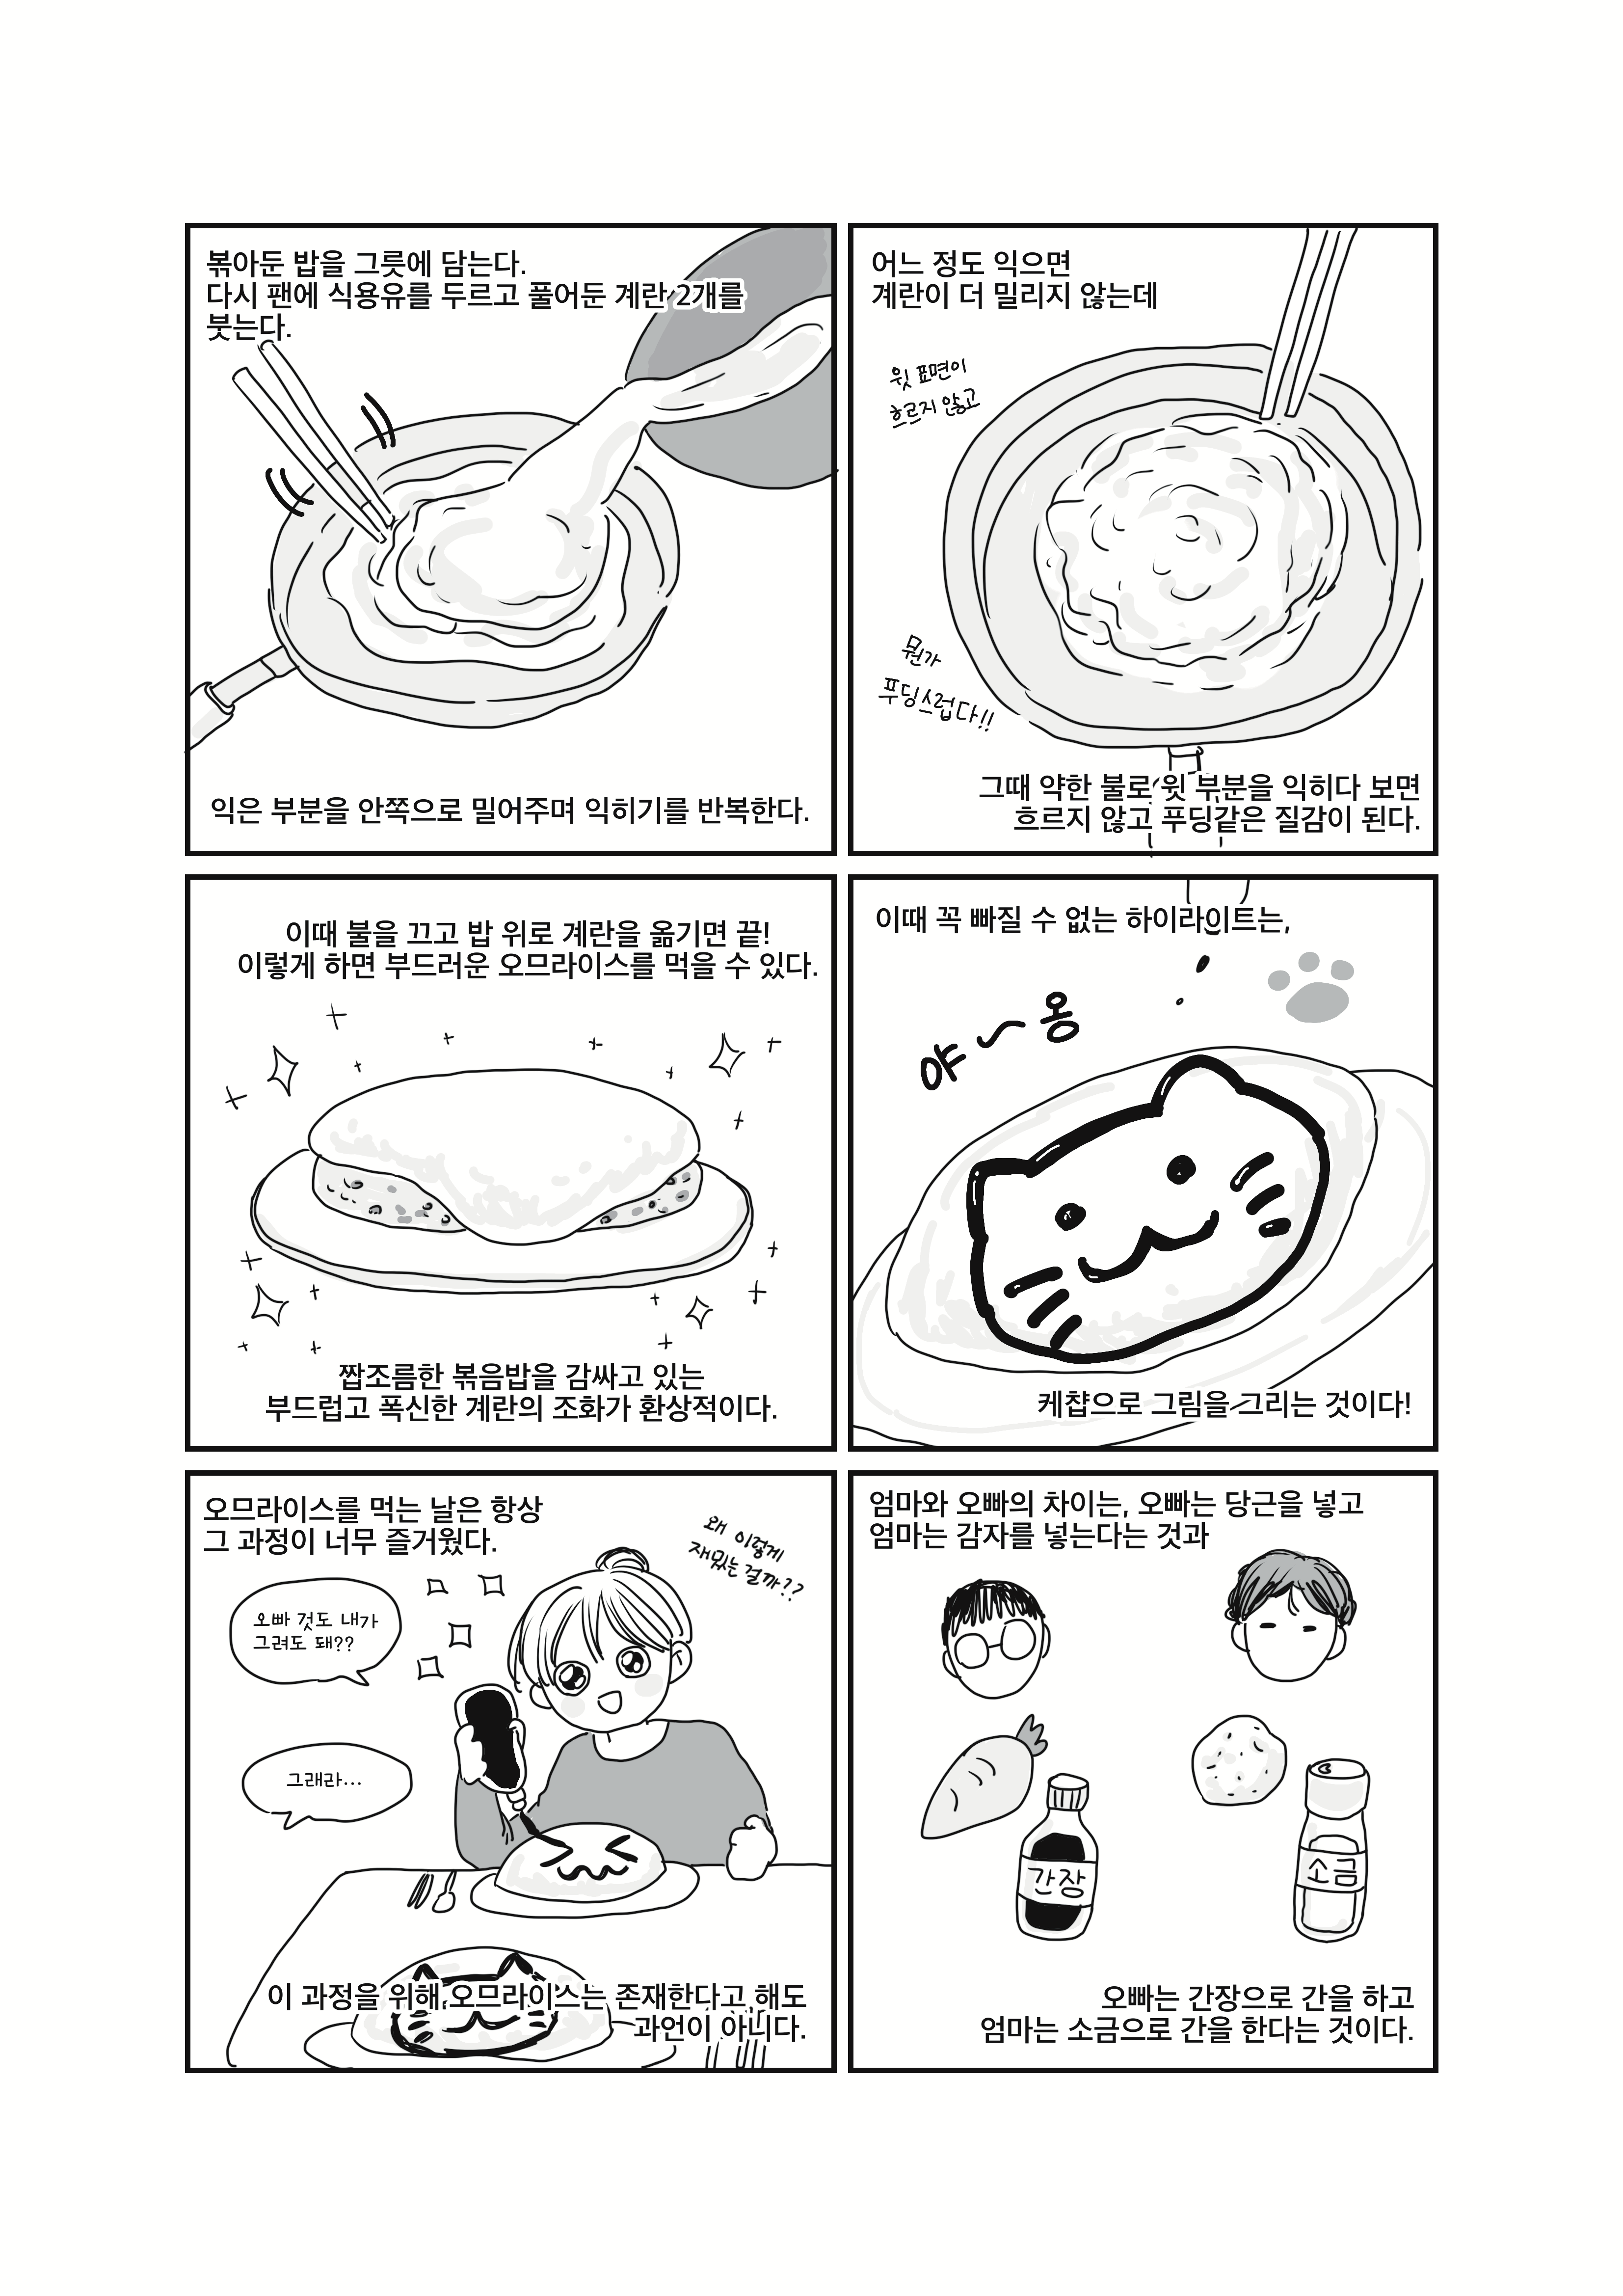 볶아둔 밥을 그릇에 담는다.
다시 팬에 식용유를 두르고 풀어둔 계란 2개를
붓는다.
익은 부분을 안쪽으로 밀어주며 익히기를 반복한다.
어느 정도 익으면
계란이 더 밀리지 않는데
윗 표면이
흐르지 않고
뭔가
푸딩스럽다!!
그때 약한 불로 윗 부분을 익히다 보면
흐르지 않고 푸딩같은 질감이 된다.
이때 불을 끄고 밥 위로 계란을 옮기면 끝!
이렇게 하면 부드러운 오므라이스를 먹을 수 있다.
짭조름한 볶음밥을 감싸고 있는
부드럽고 폭신한 계란의 조화가 환상적이다.
이때 꼭 빠질 수 없는 하이라이트는,
야~옹
케챱으로 그림을 그리는 것이다!
오므라이스를 먹는 날은 항상
그 과정이 너무 즐거웠다.
왜 이렇게
재밌는 걸까??
오빠 것도 내가
그려도 돼??
그래라...
이 과정을 위해 오므라이스는 존재한다고 해도
과언이 아니다.
엄마와 오빠의 차이는, 오빠는 당근을 넣고
엄마는 감자를 넣는다는 것과
간장
소금
오빠는 간장으로 간을 하고
엄마는 소금으로 간을 한다는 것이다.